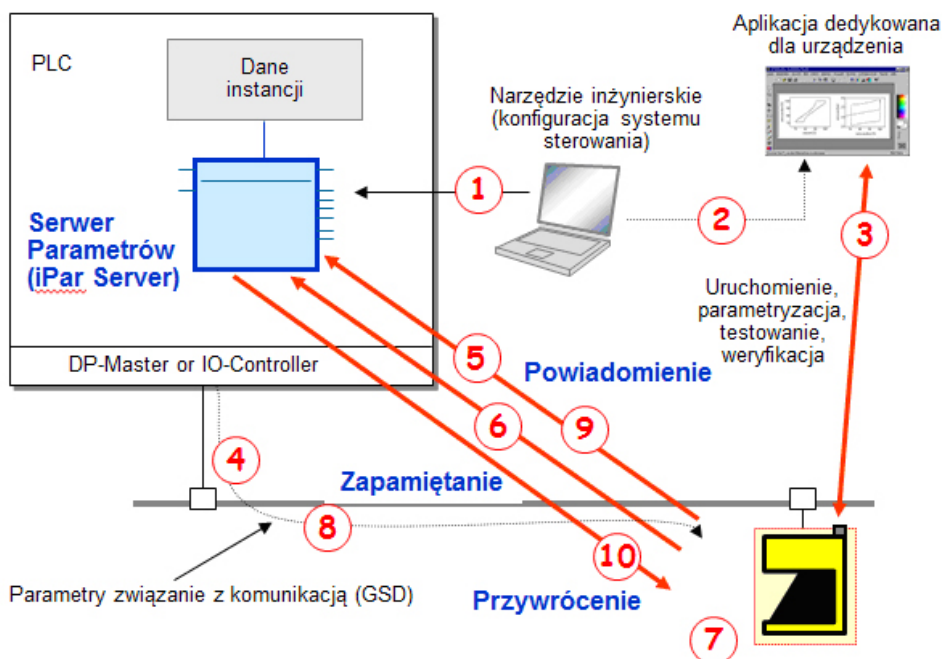 PLC
Dane
instancji
Serwer
Parametrów
(iPar Server)
DP-Master or IO-Controller
Narzędzie inżynierskie
(konfiguracja systemu
sterowania)
Aplikacja dedykowana
dla urządzenia
1
2
3
Uruchomienie,
parametryzacja,
testowanie,
weryfikacja
5
Powiadomienie
6
9
4
Zapamiętanie
8
10
Parametry związanie z komunikacją (GSD)
Przywrócenie
7